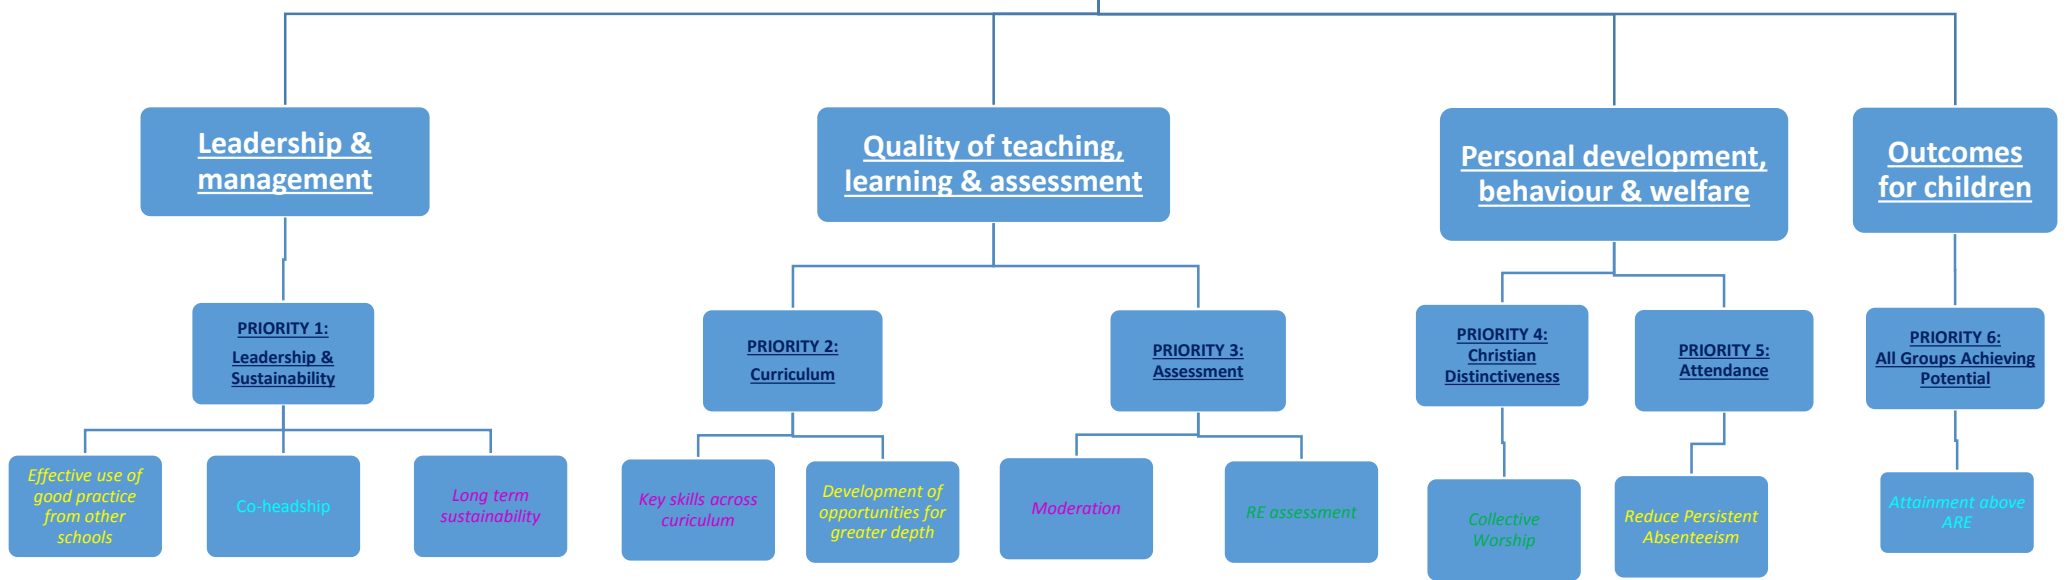 Leadership &
management
Quality of teaching,
learning & assessment
Personal development,
behaviour & welfare
Outcomes
for children
PRIORITY 1:
Leadership &
Sustainability
PRIORITY 2:
Curriculum
PRIORITY 3:
Assessment
PRIORITY 4:
Christian
Distinctiveness
PRIORITY 5:
Attendance
PRIORITY 6:
All Groups Achieving
Potential
Effective use of
good practice
from other
schools
Co-headship
Long term
sustainability
Key skills across
curiculum
Development of
opportunities for
greater depth
Moderation
RE assessment
Collective
Worship
Reduce Persistent
Absenteeism
Attainment above
ARE